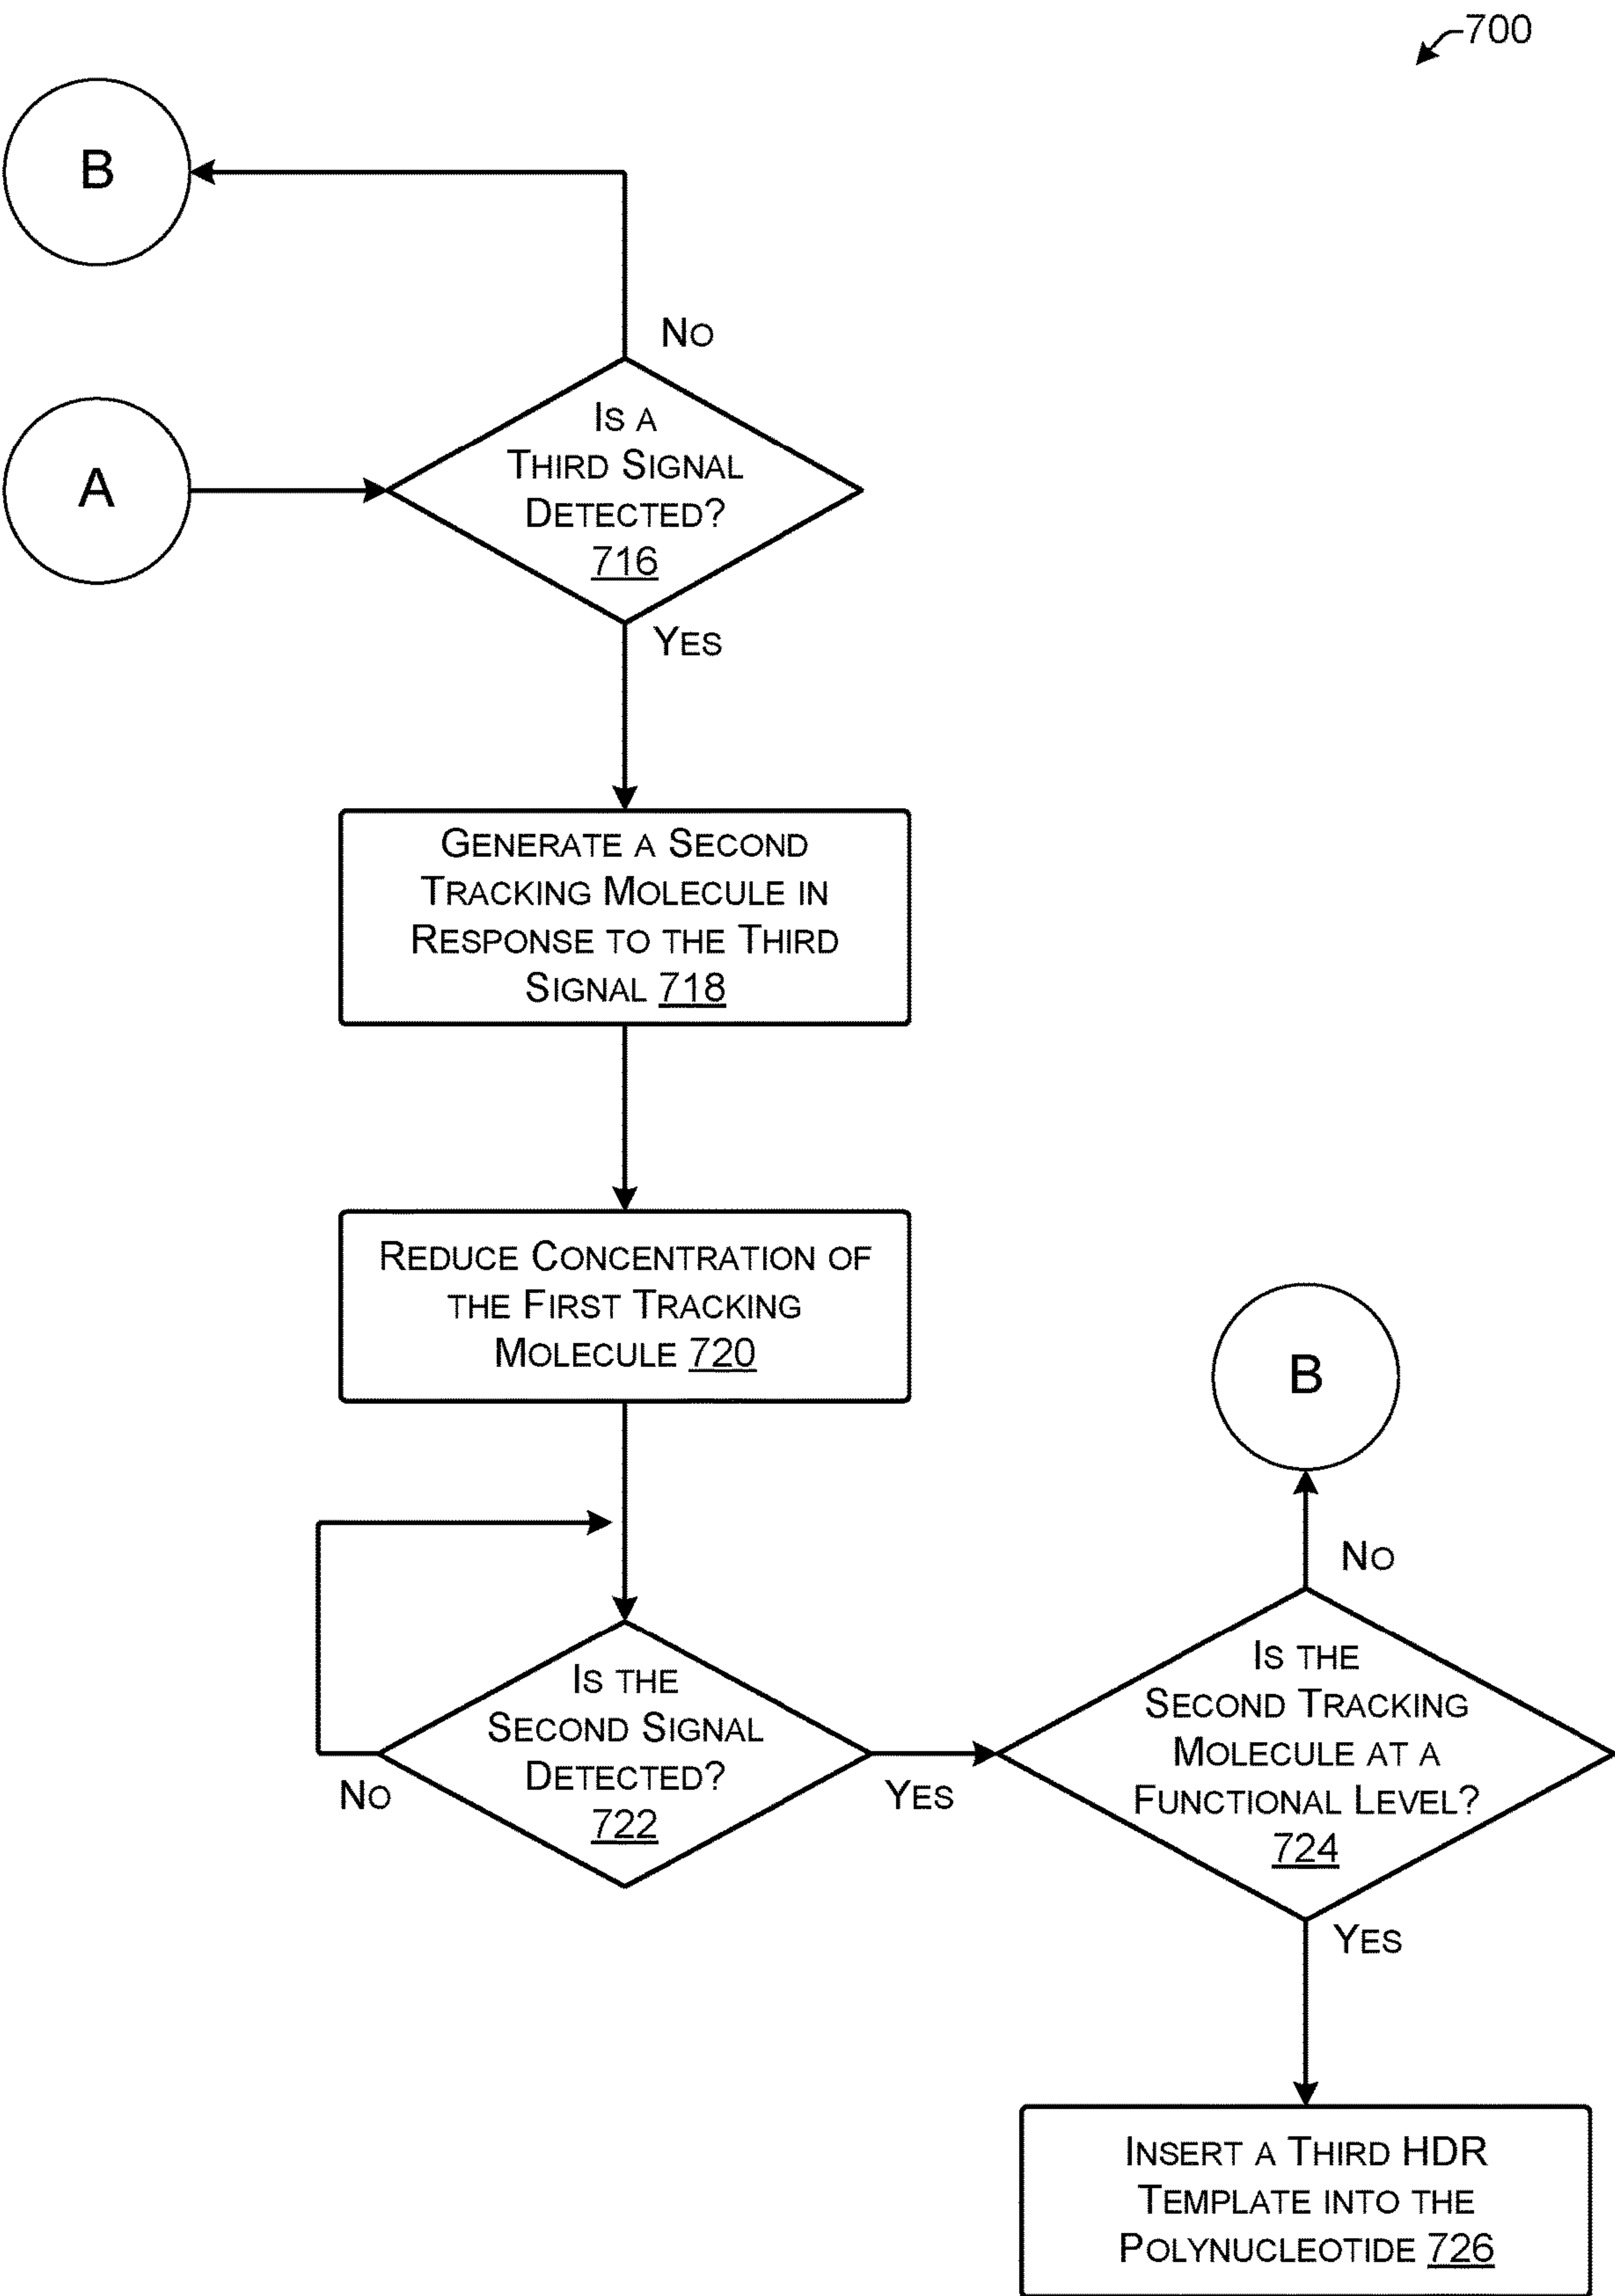 700
B
No
A
Is a
Third Signal
Detected?
716
Yes
Generate a Second
Tracking Molecule in
Response to the Third
Signal 718
Reduce Concentration of
the First Tracking
Molecule 720
B
No
Is the
Second Signal
Detected?
722
No
Yes
Is the
Second Tracking
Molecule at a
Functional Level?
724
Yes
Insert a Third HDR
Template into the
Polynucleotide 726